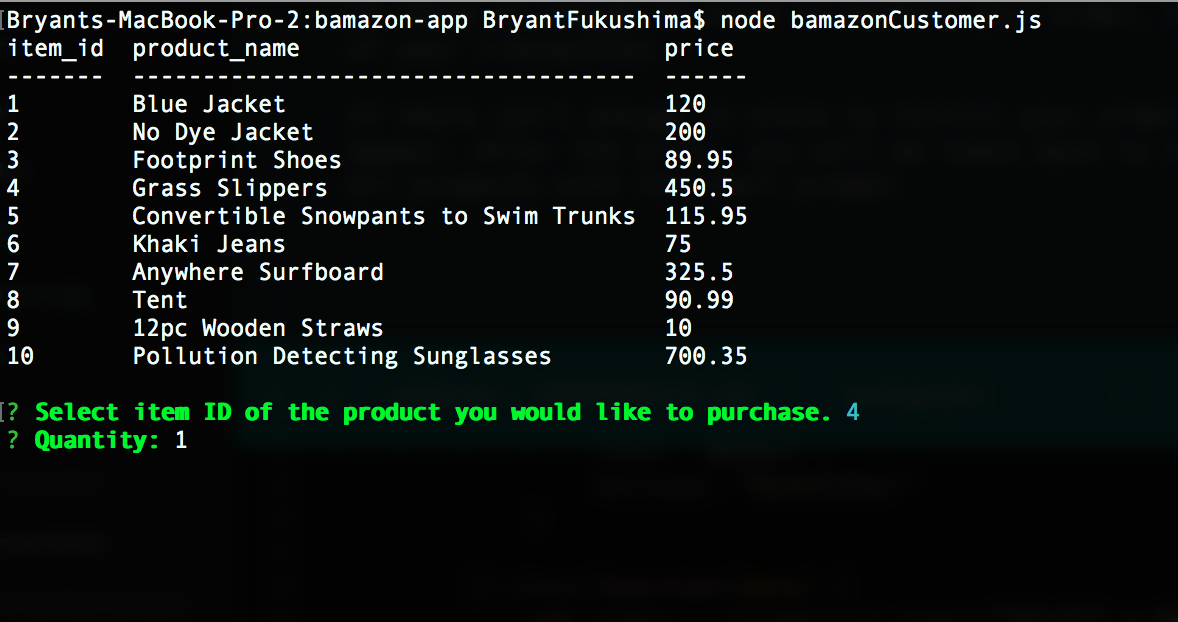 Bryants-MacBook-Pro-2:bamazon-app BryantFukushima$ node bamazonCustomer.js
item_id  product_name                          price
-------  ------------------------------------  ------
1        Blue Jacket                           120
2        No Dye Jacket                         200
3        Footprint Shoes                       89.95
4        Grass Slippers                        450.5
5        Convertible Snowpants to Swim Trunks  115.95
6        Khaki Jeans                           75
7        Anywhere Surfboard                    325.5
8        Tent                                  90.99
9        12pc Wooden Straws                    10
10       Pollution Detecting Sunglasses        700.35
? Select item ID of the product you would like to purchase. 4
? Quantity: 1